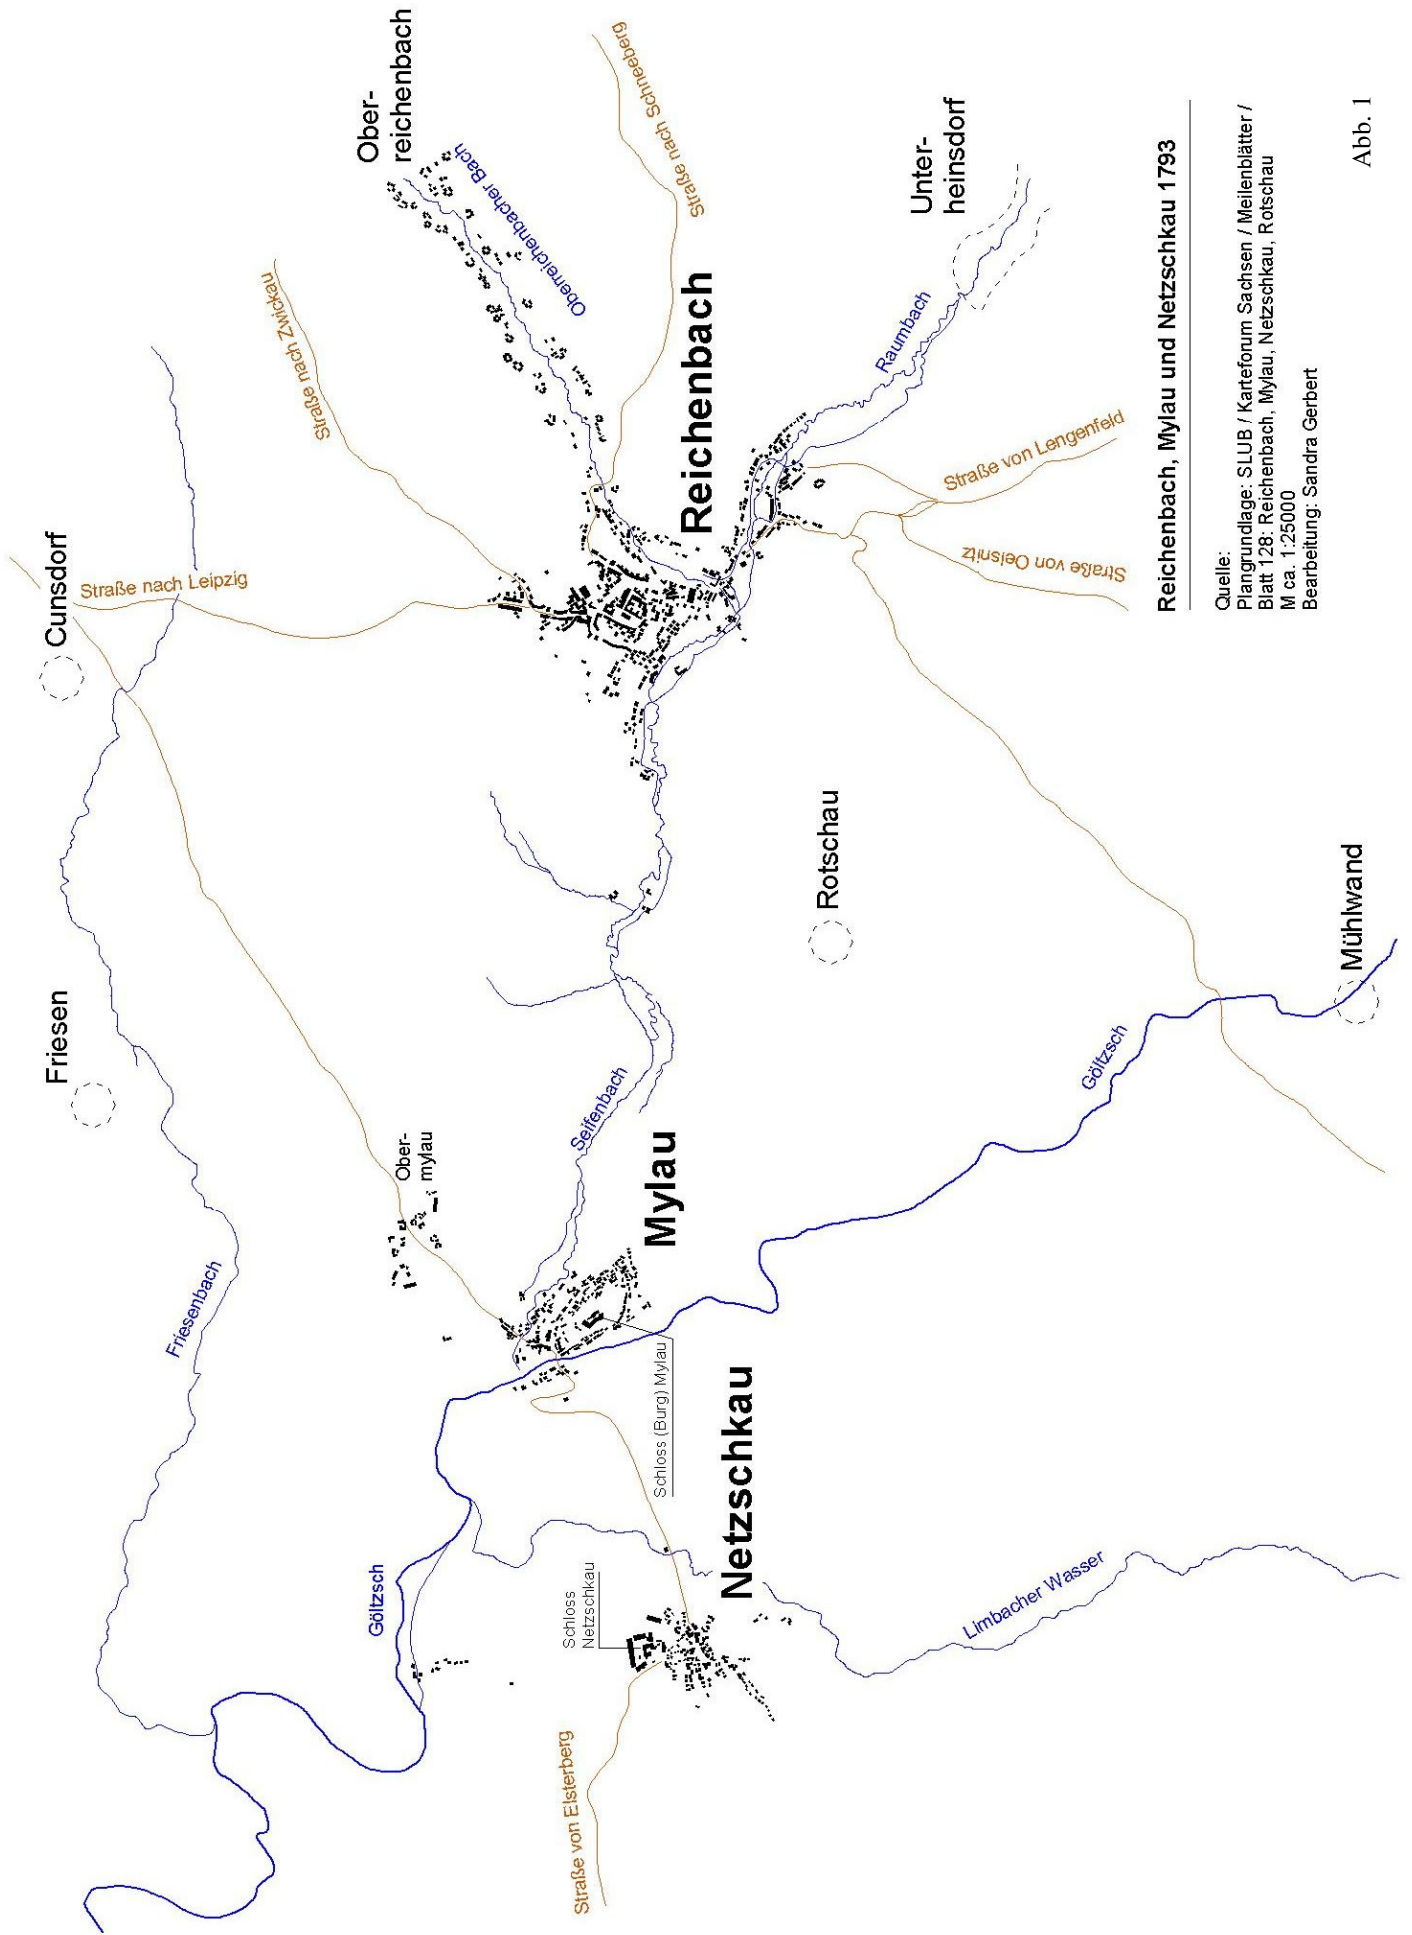 Cunsdorf
Straße nach Leipzig
Friesen
Friesenbach
Straße nach Zwickau
Ober-
reichenbach
Oberreichenbacher Bach
Straße nach Schneeberg
Reichenbach
Unter-
heinsdorf
Raumbach
Straße von Lengenfeld
Straße von Oelsnitz
Rotschau
Mühlwand
Göltzsch
Ober-
mylau
Seifenbach
Mylau
Schloss (Burg) Mylau
Göltzsch
Netzschkau
Schloss
Netzschkau
Limbacher Wasser
Straße von Elsterberg
Reichenbach, Mylau und Netzschkau 1793
Quelle:
Plangrundlage: SLUB / Karteforum Sachsen / Meilenblätter /
Blatt 128: Reichenbach, Mylau, Netzschkau, Rotschau
M ca. 1:25000
Bearbeitung: Sandra Gerbert
Abb. 1